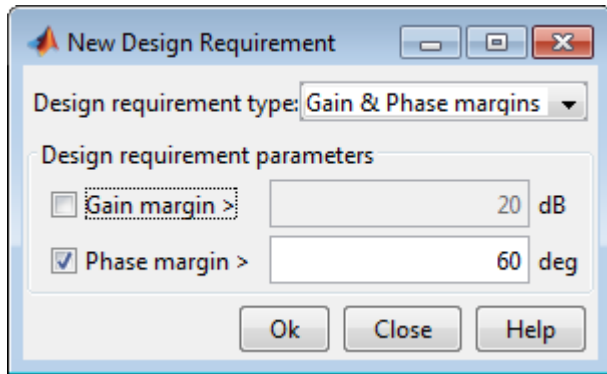 New Design Requirement
Design requirement type: Gain & Phase margins
Design requirement parameters
Gain margin > 20 dB
Phase margin > 60 deg
Ok Close Help